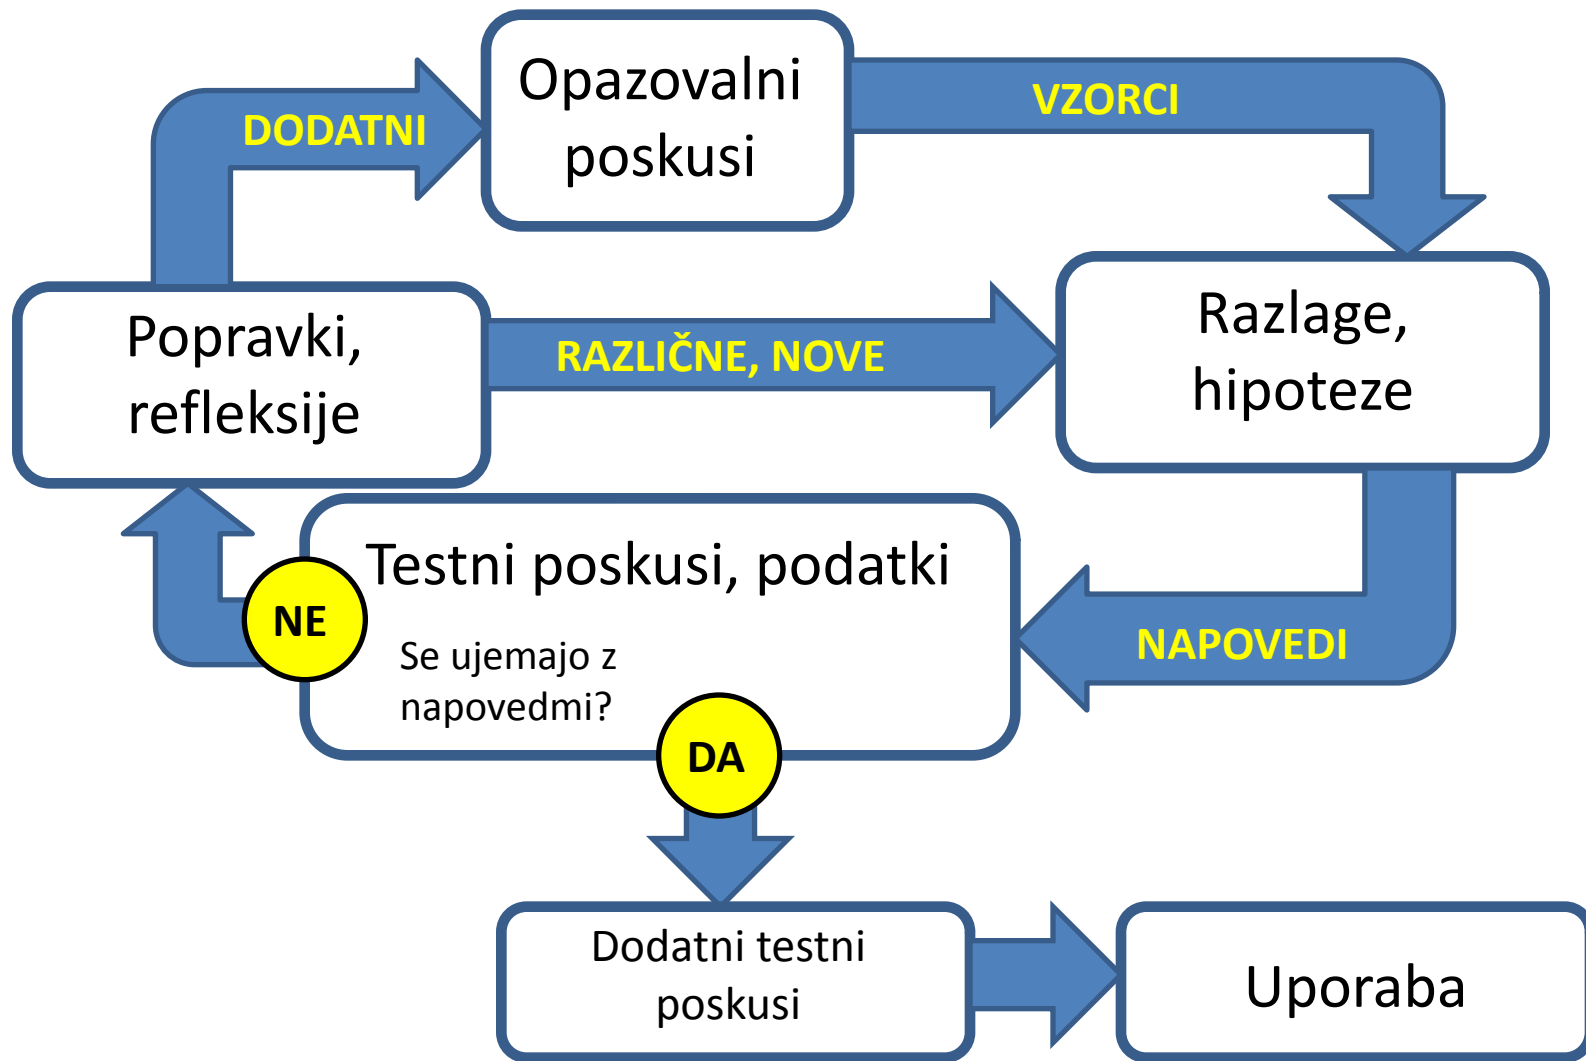 Opazovalni
poskusi
VZORCI
DODATNI
Popravki,
refleksije
RAZLIČNE, NOVE
Razlage,
hipoteze
NAPOVEDI
Testni poskusi, podatki
Se ujemajo z
napovedmi?
NE
DA
Dodatni testni
poskusi
Uporaba